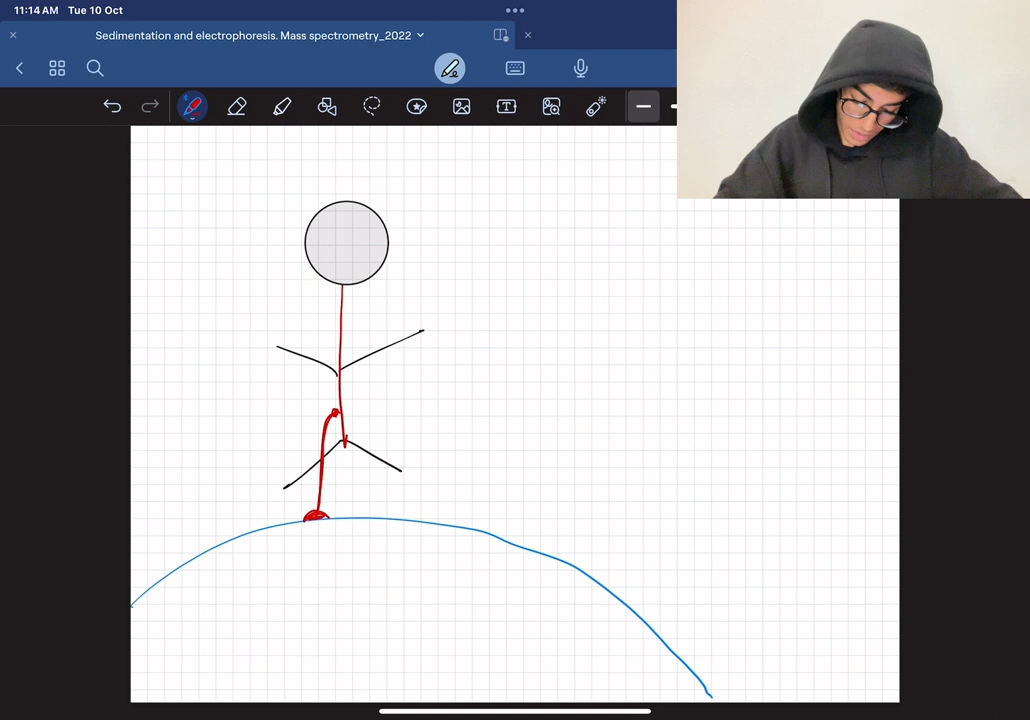 11:14 AM Tue 10 Oct
Sedimentation and electrophoresis. Mass spectrometry_2022
T